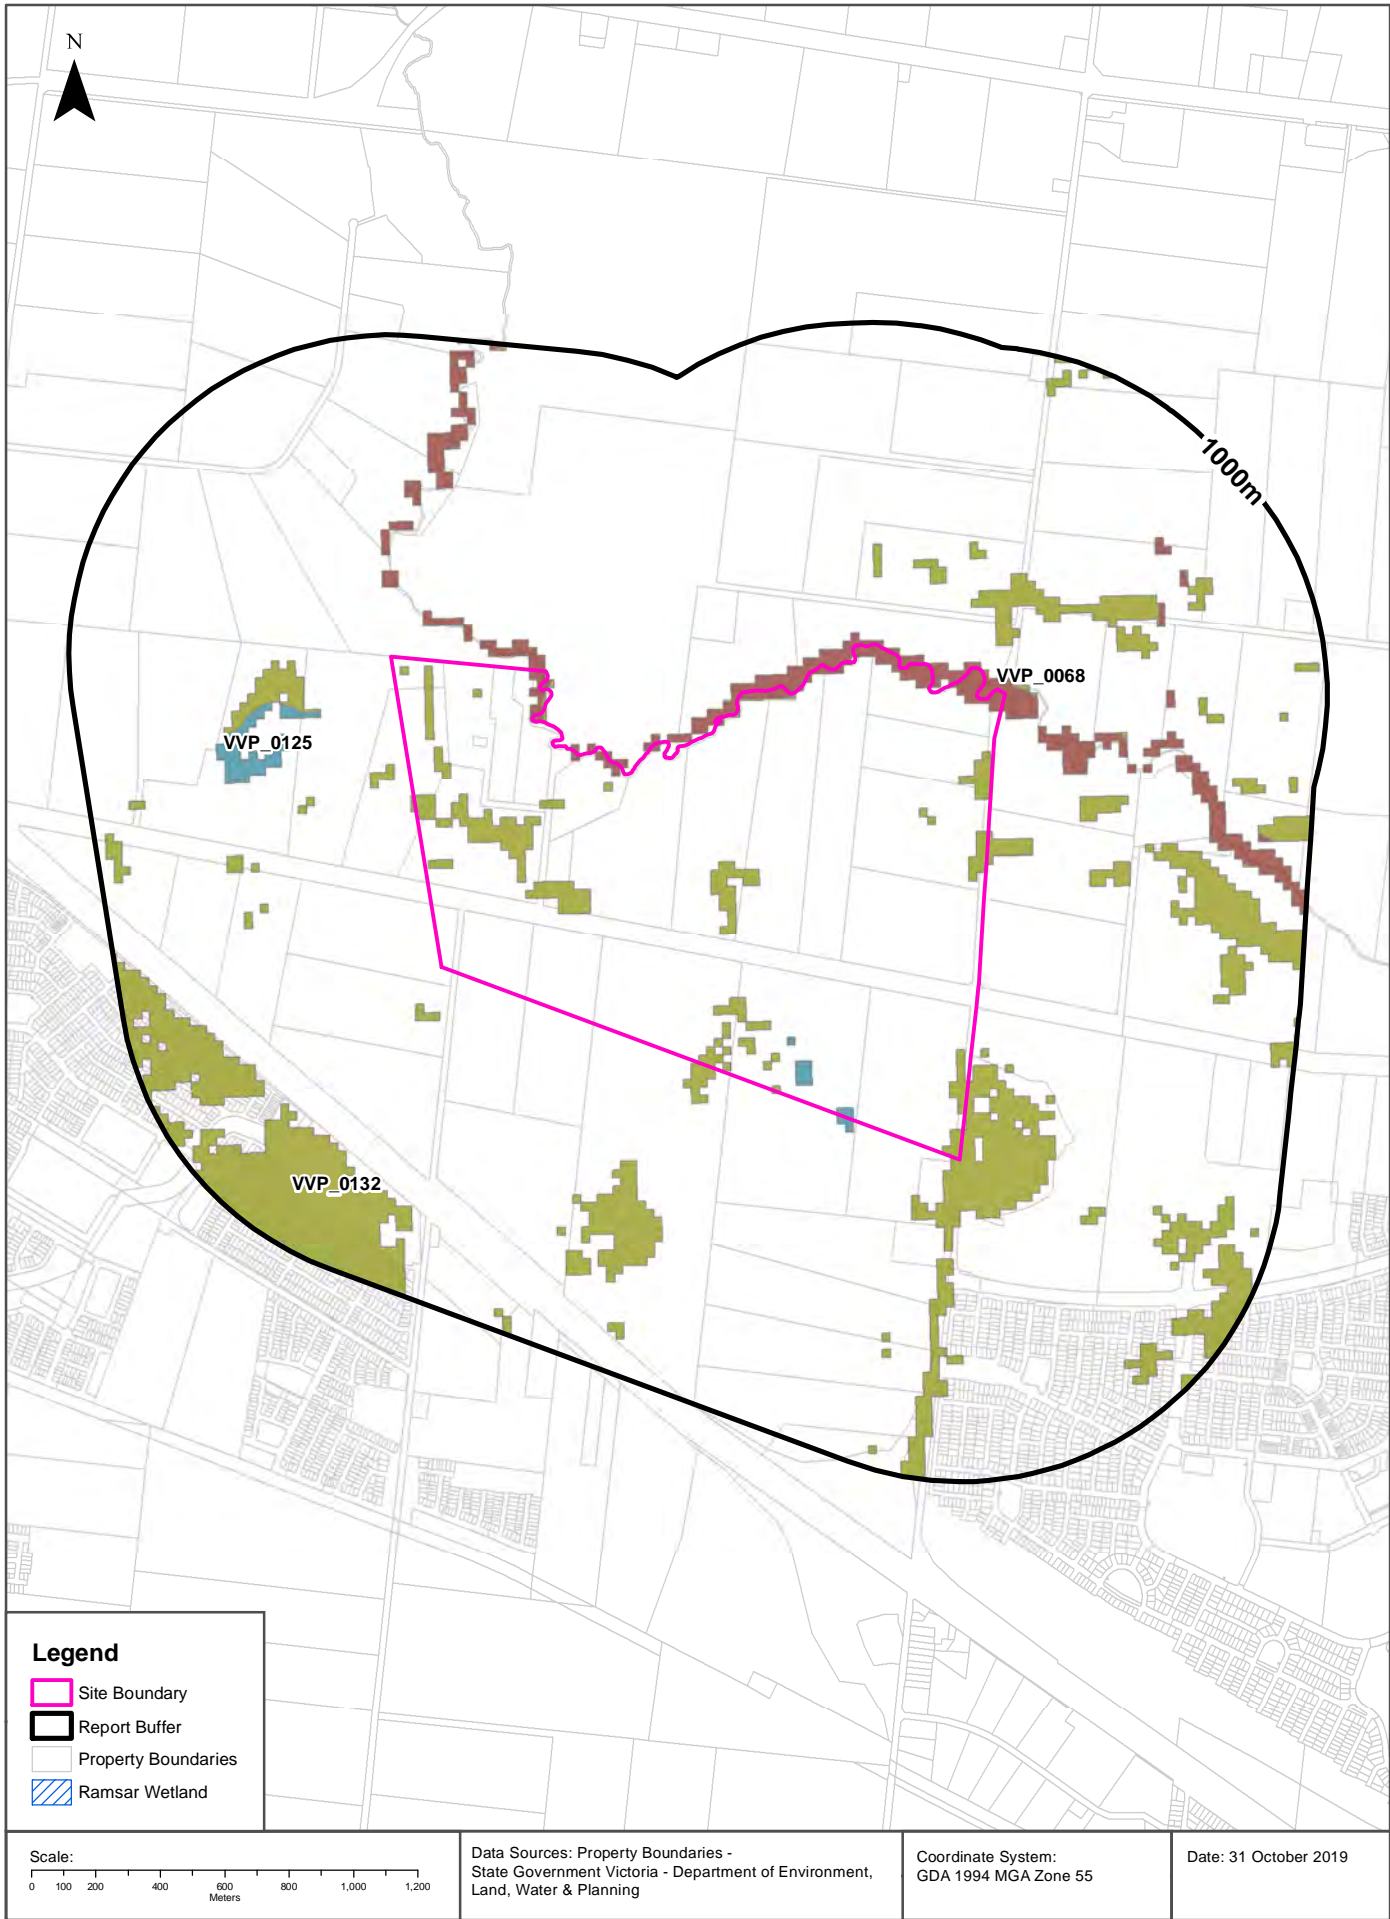 N
1000m
VVP_0068
VVP_0125
VVP_0132
Legend
Site Boundary
Report Buffer
Property Boundaries
Ramsar Wetland
Scale:
0 100 200 400 600 800 1,000 1,200
Meters
Data Sources: Property Boundaries -
State Government Victoria - Department of Environment,
Land, Water & Planning
Coordinate System:
GDA 1994 MGA Zone 55
Date: 31 October 2019